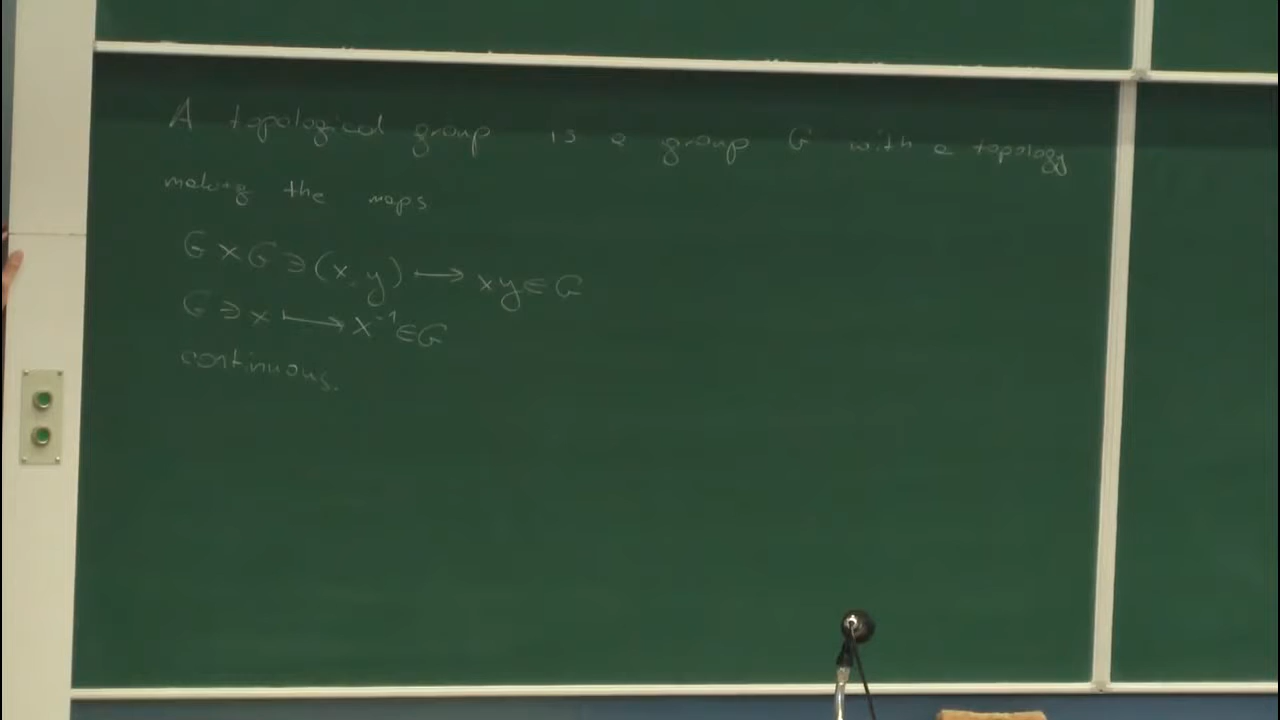 A topological group is a group G with a topology
making the maps
G × G ∋ (x, y) ⟼ xy ∈ G
G ∋ x ⟼ x⁻¹ ∈ G
continuous.